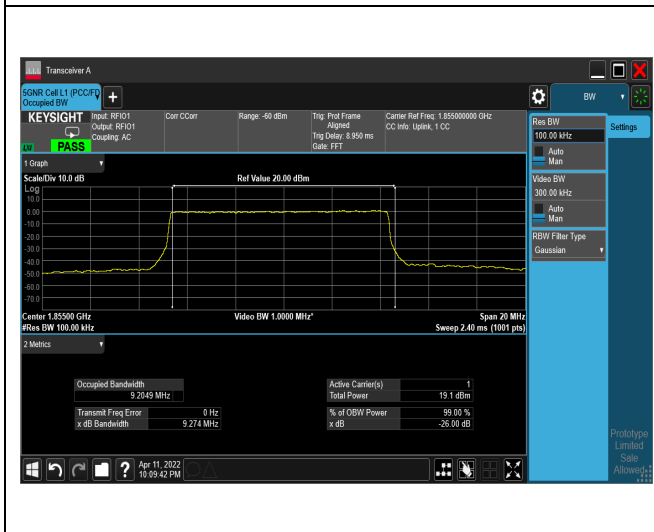 Transceiver A
5GNR Cell L1 (PCC/FD
Occupied BW
BW
KEYSIGHT
PASS
Input: RFIO1
Output: RFIO1
Coupling: AC
Corr CCorr
Range: -60 dBm
Trig: Prot Frame
Aligned
Trig Delay: 8.950 ms
Gate: FFT
Carrier Ref Freq: 1.855000000 GHz
CC Info: Uplink, 1 CC
Res BW
100.00 kHz
Auto
Man
Settings
Video BW
300.00 kHz
Auto
Man
RBW Filter Type
Gaussian
1 Graph
Scale/Div 10.0 dB
Ref Value 20.00 dBm
Log
10.0
0.00
-10.0
-20.0
-30.0
-40.0
-50.0
-60.0
-70.0
Center 1.85500 GHz
Video BW 1.0000 MHz*
Span 20 MHz
#Res BW 100.00 kHz
Sweep 2.40 ms (1001 pts)
2 Metrics
Occupied Bandwidth
9.2049 MHz
Active Carrier(s) 1
Total Power 19.1 dBm
Transmit Freq Error 0 Hz
x dB Bandwidth 9.274 MHz
% of OBW Power 99.00 %
x dB -26.00 dB
Prototype
Limited
Sale
Allowed
Apr 11, 2022
10:09:42 PM